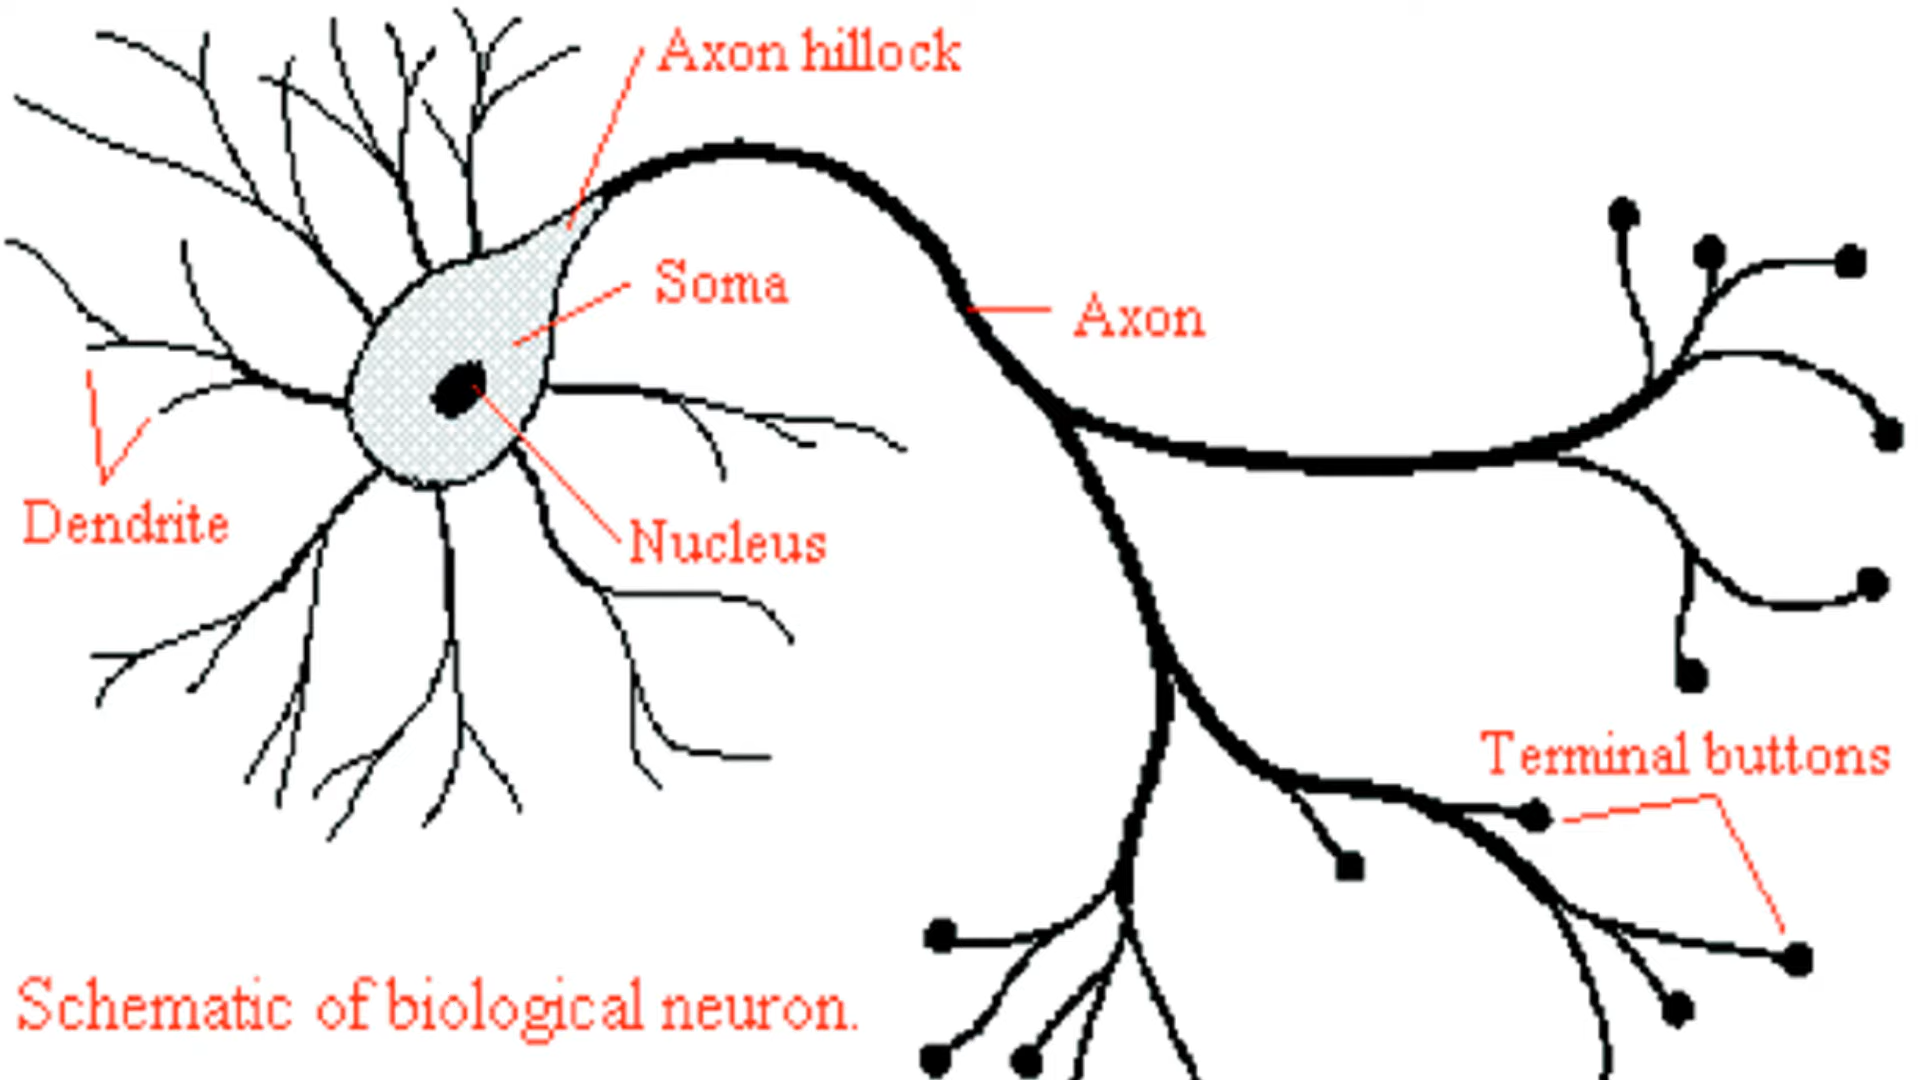 Axon hillock
Soma
Axon
Dendrite
Nucleus
Terminal buttons
Schematic of biological neuron.